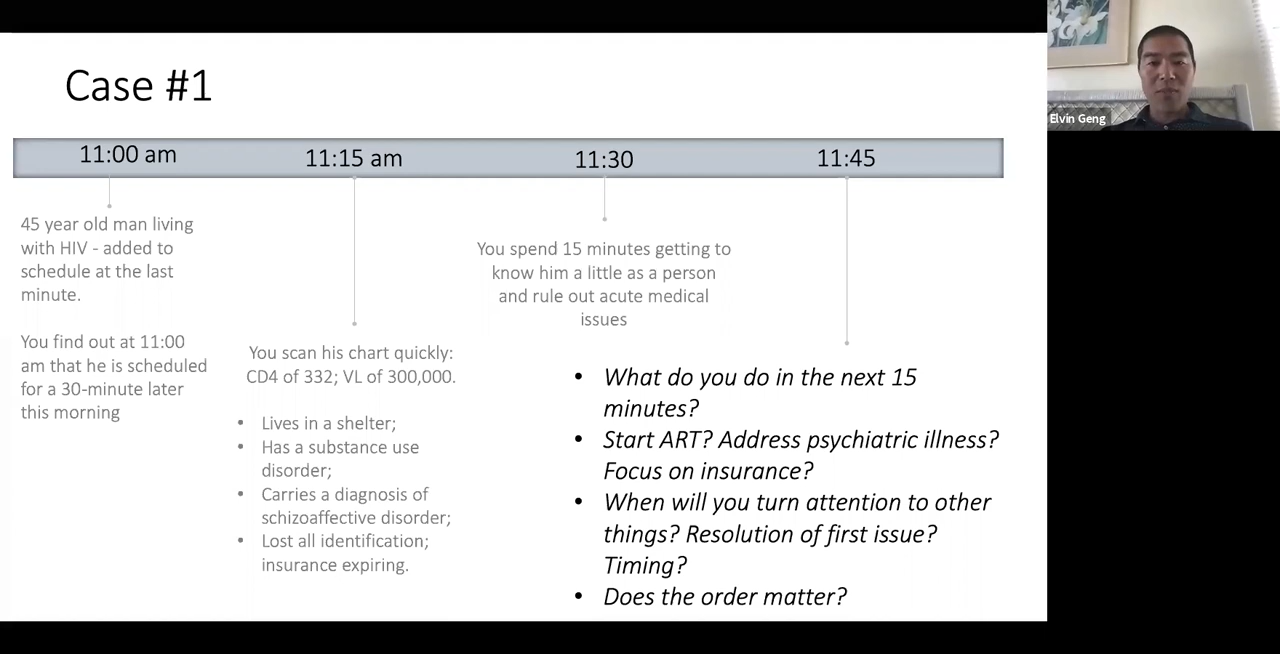 Case #1
11:00 am
11:15 am
11:30
11:45
45 year old man living
with HIV - added to
schedule at the last
minute.
You find out at 11:00
am that he is scheduled
for a 30-minute later
this morning
You scan his chart quickly:
CD4 of 332; VL of 300,000.
• Lives in a shelter;
• Has a substance use
disorder;
• Carries a diagnosis of
schizoaffective disorder;
• Lost all identification;
insurance expiring.
You spend 15 minutes getting to
know him a little as a person
and rule out acute medical
issues
• What do you do in the next 15
minutes?
• Start ART? Address psychiatric illness?
Focus on insurance?
• When will you turn attention to other
things? Resolution of first issue?
Timing?
• Does the order matter?
Elvin Geng